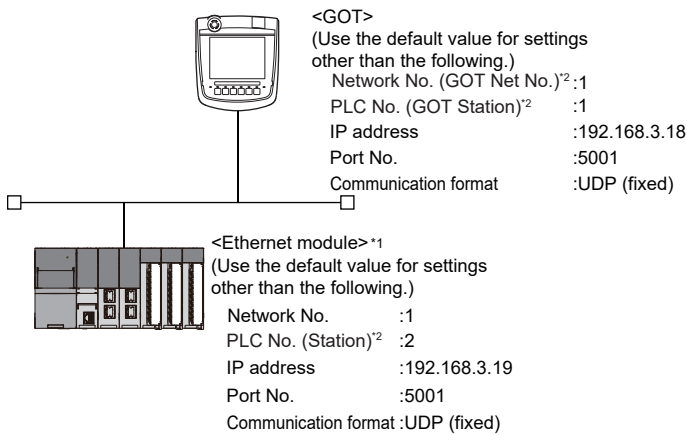 <GOT>
(Use the default value for settings
other than the following.)
Network No. (GOT Net No.)*2 :1
PLC No. (GOT Station)*2 :1
IP address :192.168.3.18
Port No. :5001
Communication format :UDP (fixed)
<Ethernet module>*1
(Use the default value for settings
other than the following.)
Network No. :1
PLC No. (Station)*2 :2
IP address :192.168.3.19
Port No. :5001
Communication format :UDP (fixed)